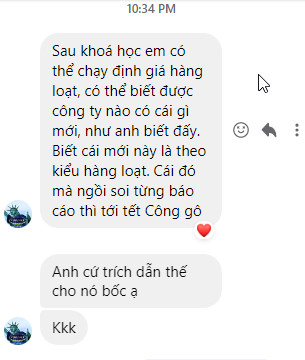 10:34 PM
Sau khoá học em có
thể chạy định giá hàng
loạt, có thể biết được
công ty nào có cái gì
mới, như anh biết đấy.
Biết cái mới này là theo
kiểu hàng loạt. Cái đó
mà ngồi soi từng báo
cáo thì tới tết Công gô
Anh cứ trích dẫn thế
cho nó bốc ạ
Kkk